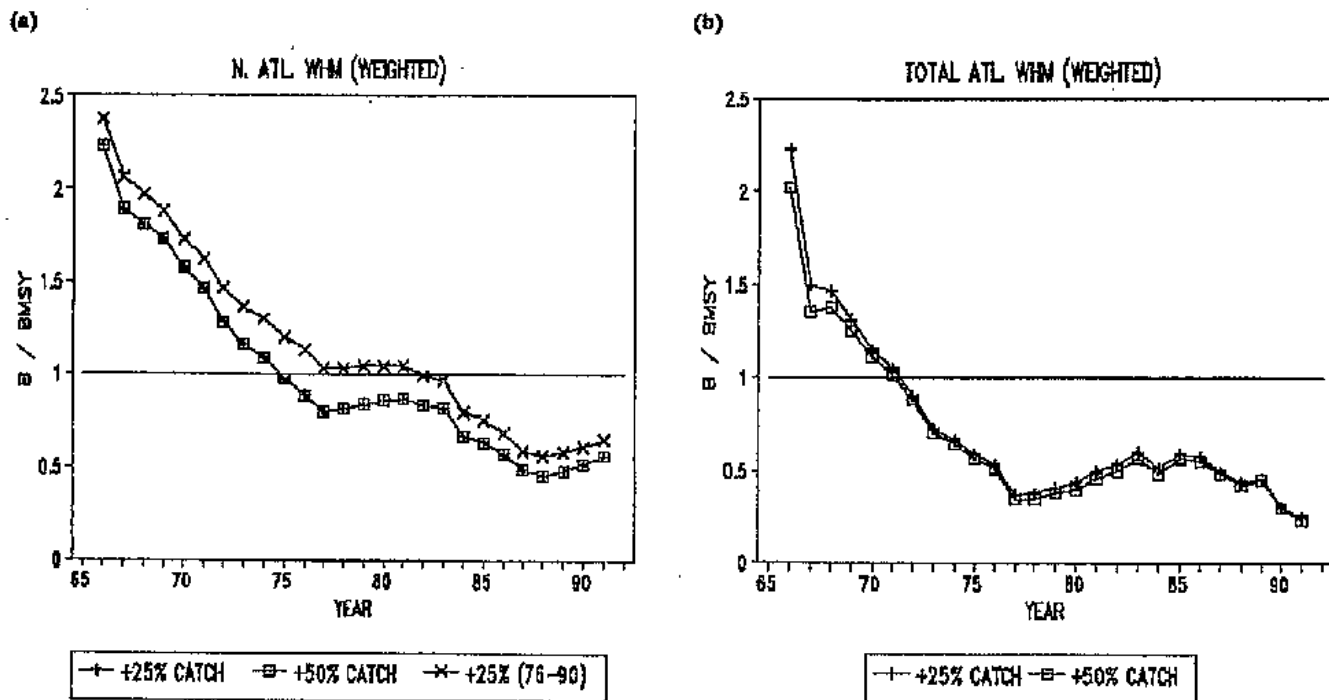 (a)
N. ATL. WHM (WEIGHTED)
2.5
2
1.5
1
0.5
0
B / BMSY
65 70 75 80 85 90
YEAR
+25% CATCH +50% CATCH +25% (76-90)
(b)
TOTAL ATL. WHM (WEIGHTED)
2.5
2
1.5
1
0.5
0
B / BMSY
65 70 75 80 85 90
YEAR
+25% CATCH +50% CATCH